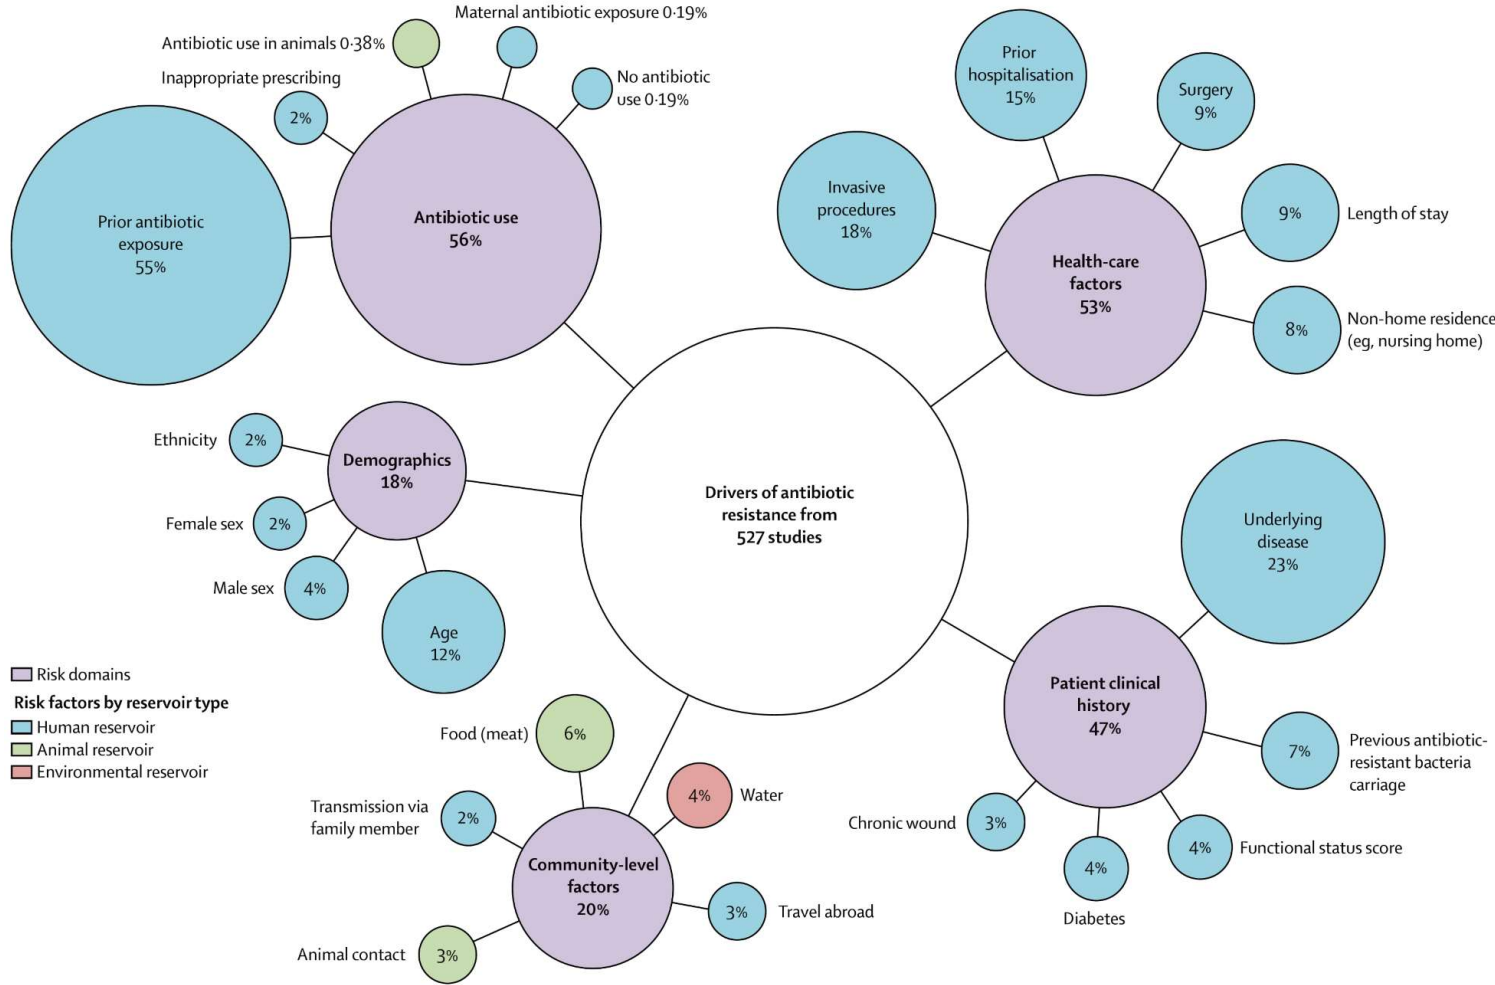 Maternal antibiotic exposure 0·19%
Antibiotic use in animals 0·38%
Inappropriate prescribing
2%
No antibiotic
use 0·19%
Prior antibiotic
exposure
55%
Antibiotic use
56%
Prior
hospitalisation
15%
Surgery
9%
Invasive
procedures
18%
9%
Length of stay
Health-care
factors
53%
8%
Non-home residence
(eg, nursing home)
Ethnicity
2%
Demographics
18%
Female sex
2%
Male sex
4%
Age
12%
Drivers of antibiotic
resistance from
527 studies
Underlying
disease
23%
Patient clinical
history
47%
7%
Previous antibiotic-
resistant bacteria
carriage
Chronic wound
3%
4%
Diabetes
4%
Functional status score
Risk domains
Risk factors by reservoir type
Human reservoir
Animal reservoir
Environmental reservoir
Food (meat)
6%
4%
Water
Transmission via
family member
2%
Community-level
factors
20%
3%
Travel abroad
Animal contact
3%